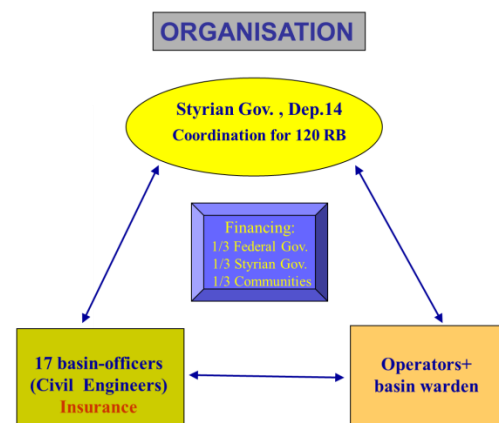 ORGANISATION
Styrian Gov. , Dep.14
Coordination for 120 RB
Financing:
1/3 Federal Gov.
1/3 Styrian Gov.
1/3 Communities
17 basin-officers
(Civil Engineers)
Insurance
Operators+
basin warden